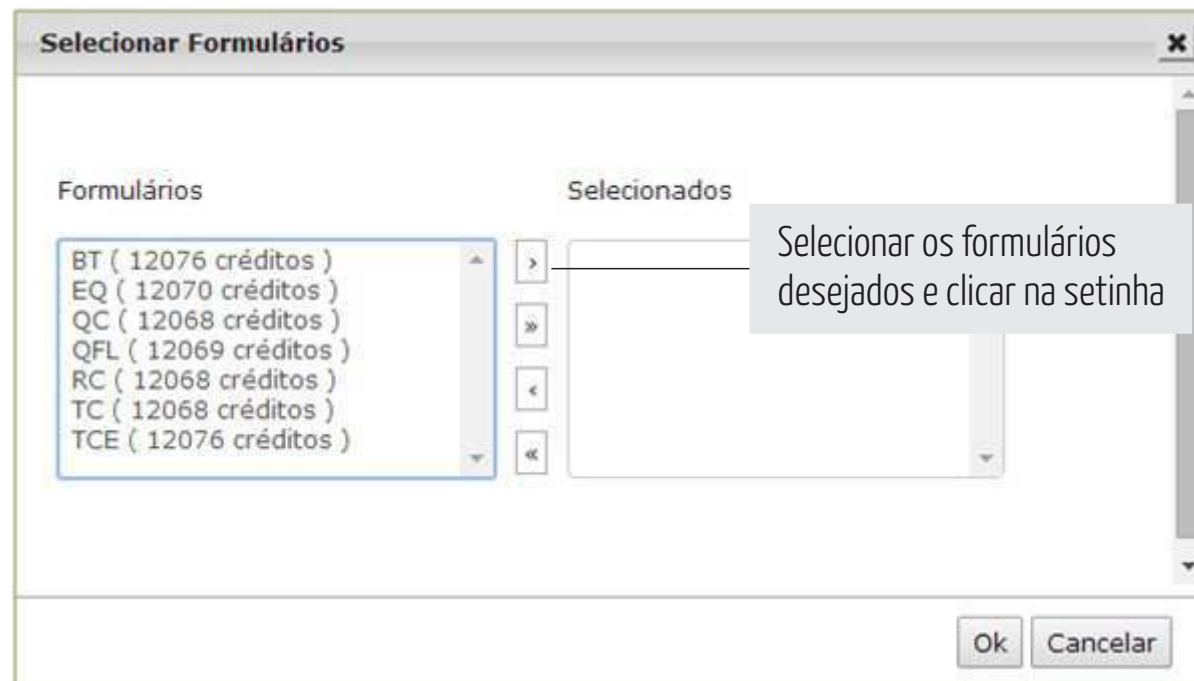 Selecionar Formulários
Formulários
Selecionados
BT ( 12076 créditos )
EQ ( 12070 créditos )
QC ( 12068 créditos )
QFL ( 12069 créditos )
RC ( 12068 créditos )
TC ( 12068 créditos )
TCE ( 12076 créditos )
›
»
‹
«
Selecionar os formulários
desejados e clicar na setinha
Ok
Cancelar